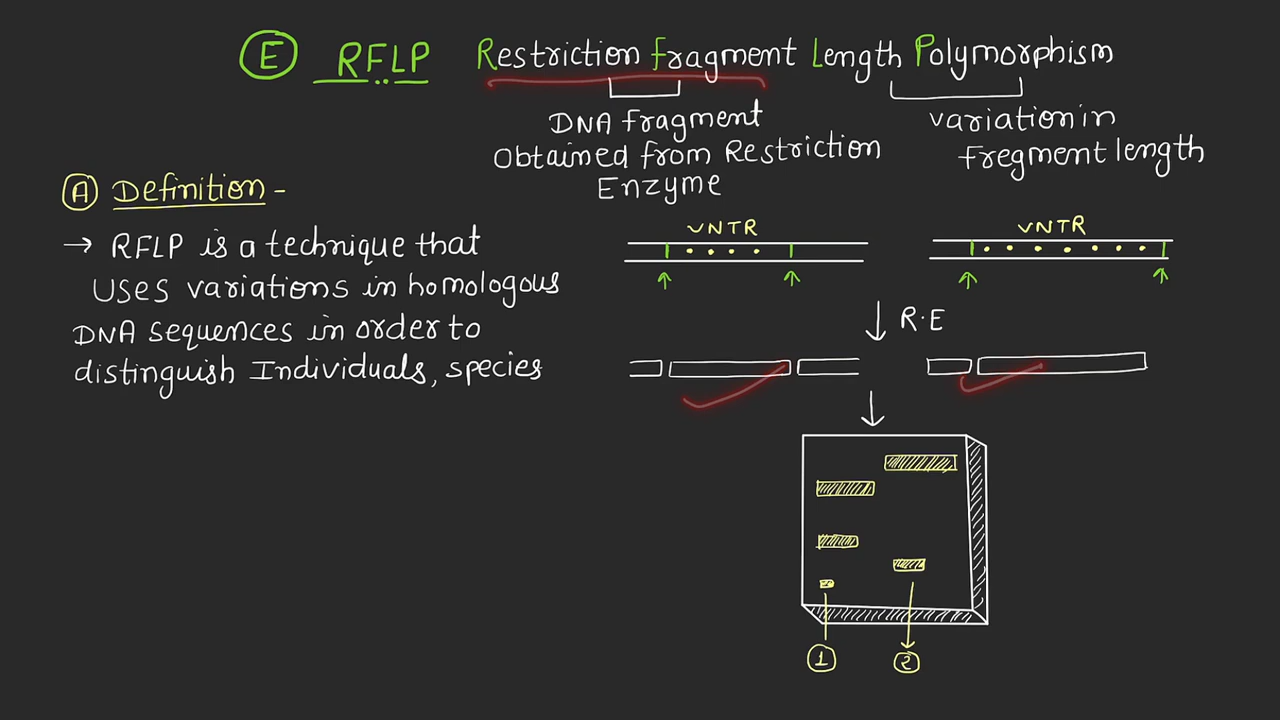 E RFLP Restriction Fragment Length Polymorphism
DNA fragment
Obtained from Restriction
Enzyme
variation in
fregment length
A Definition -
→ RFLP is a technique that
uses variations in homologous
DNA sequences in order to
distinguish Individuals, species
VNTR
VNTR
R.E
1
2